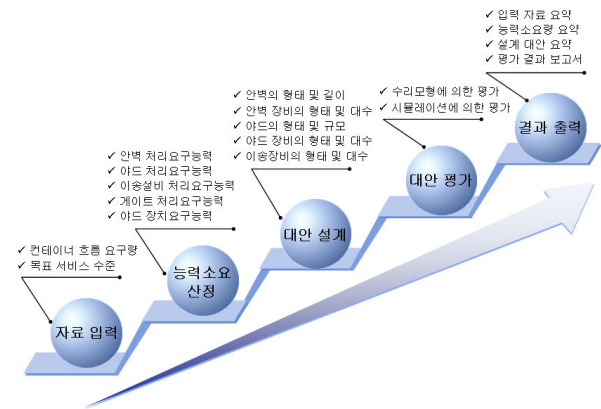 ✓ 컨테이너 흐름 요구량
✓ 목표 서비스 수준
자료 입력
✓ 안벽 처리요구능력
✓ 야드 처리요구능력
✓ 이송설비 처리요구능력
✓ 게이트 처리요구능력
✓ 야드 장치요구능력
능력소요
산정
✓ 안벽의 형태 및 길이
✓ 안벽 장비의 형태 및 대수
✓ 야드의 형태 및 규모
✓ 야드 장비의 형태 및 대수
✓ 이송장비의 형태 및 대수
대안 설계
✓ 수리모형에 의한 평가
✓ 시뮬레이션에 의한 평가
대안 평가
✓ 입력 자료 요약
✓ 능력소요량 요약
✓ 설계 대안 요약
✓ 평가 결과 보고서
결과 출력